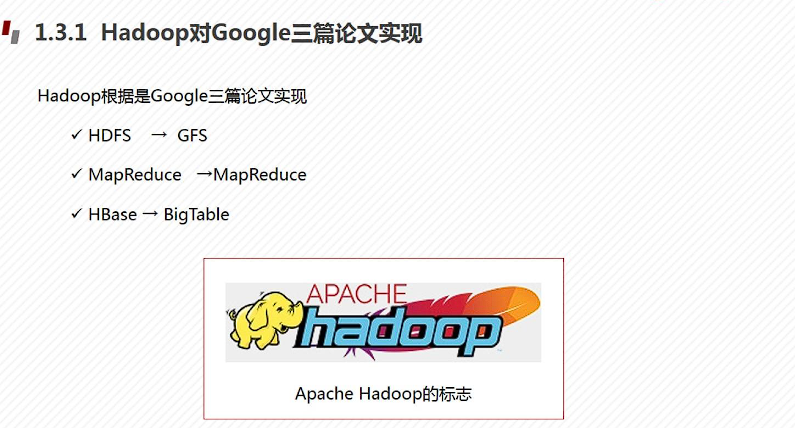 1.3.1 Hadoop对Google三篇论文实现
Hadoop根据是Google三篇论文实现
✓ HDFS → GFS
✓ MapReduce →MapReduce
✓ HBase → BigTable
APACHE
hadoop
Apache Hadoop的标志